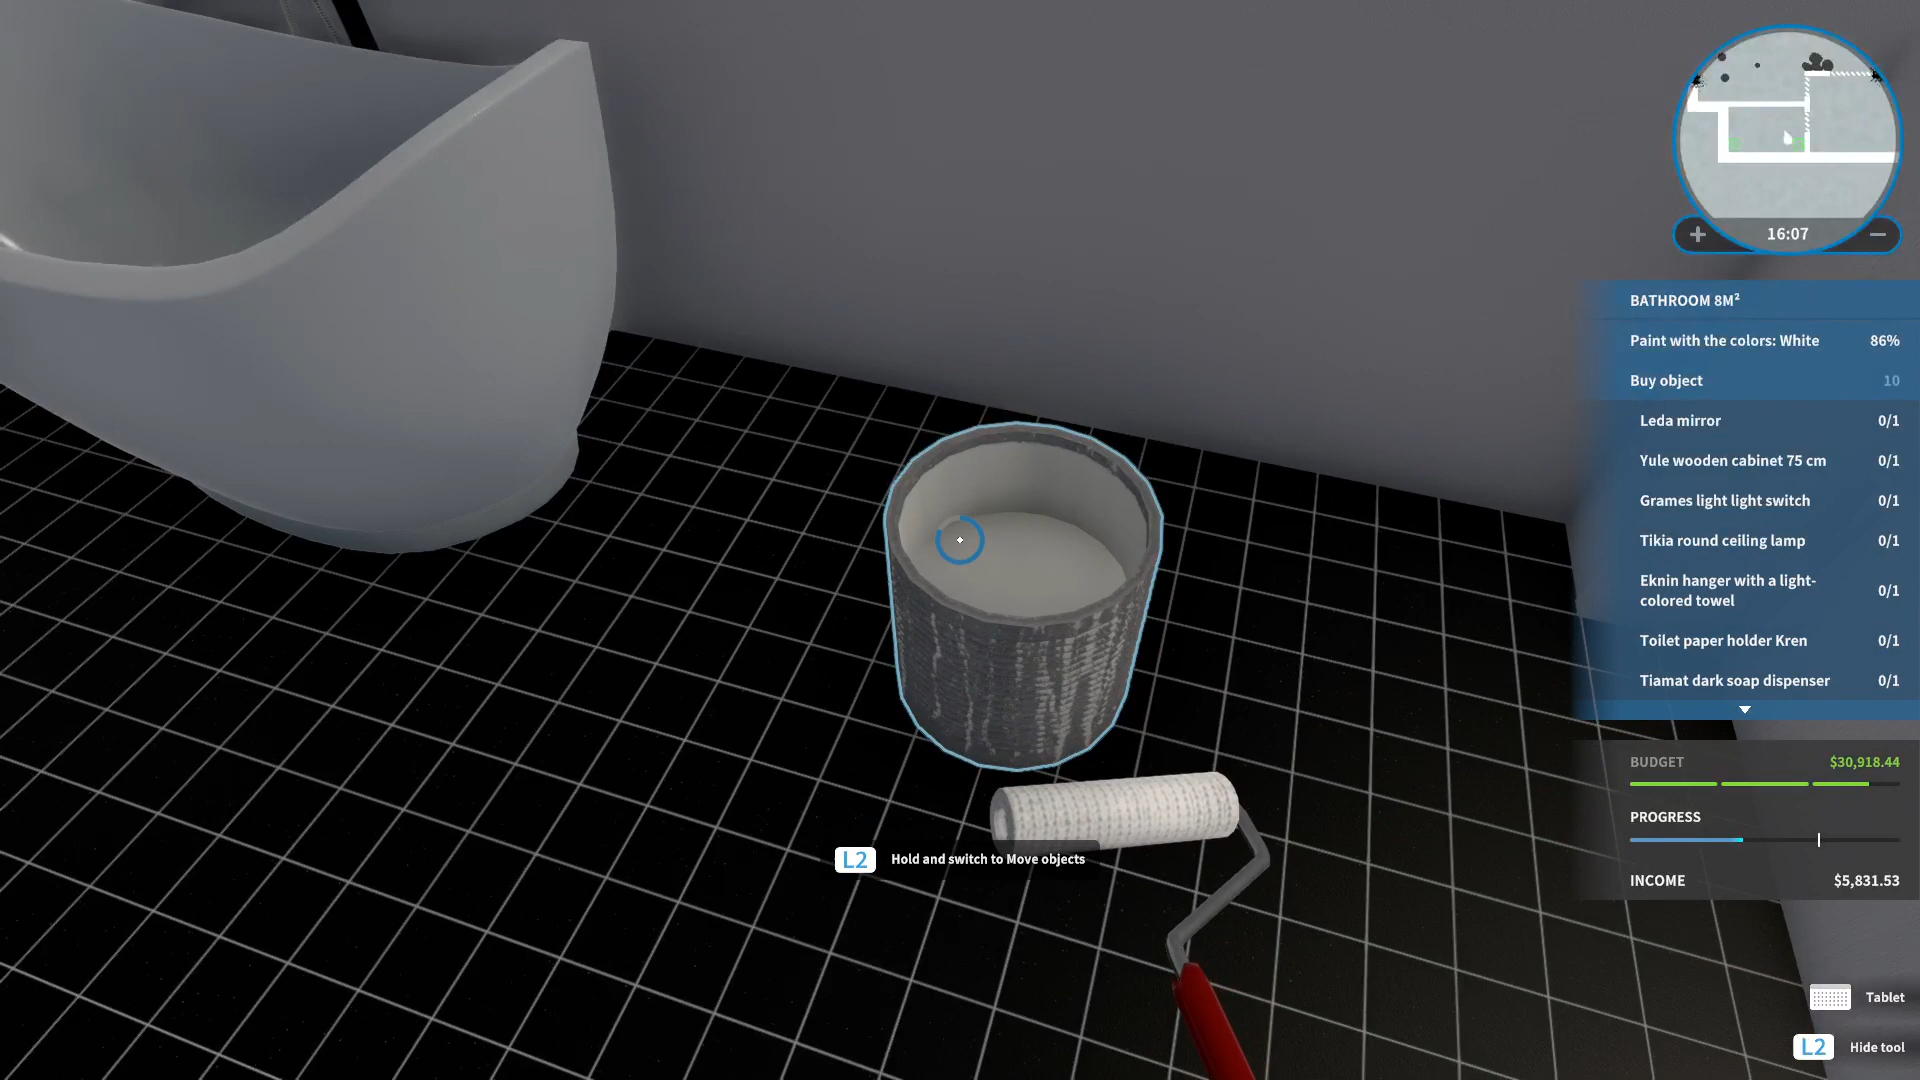 16:07
BATHROOM 8M²
Paint with the colors: White 86%
Buy object 10
Leda mirror 0/1
Yule wooden cabinet 75 cm 0/1
Grames light light switch 0/1
Tikia round ceiling lamp 0/1
Eknin hanger with a light-
colored towel 0/1
Toilet paper holder Kren 0/1
Tiamat dark soap dispenser 0/1
BUDGET $30,918.44
PROGRESS
INCOME $5,831.53
L2 Hold and switch to Move objects
Tablet
L2 Hide tool